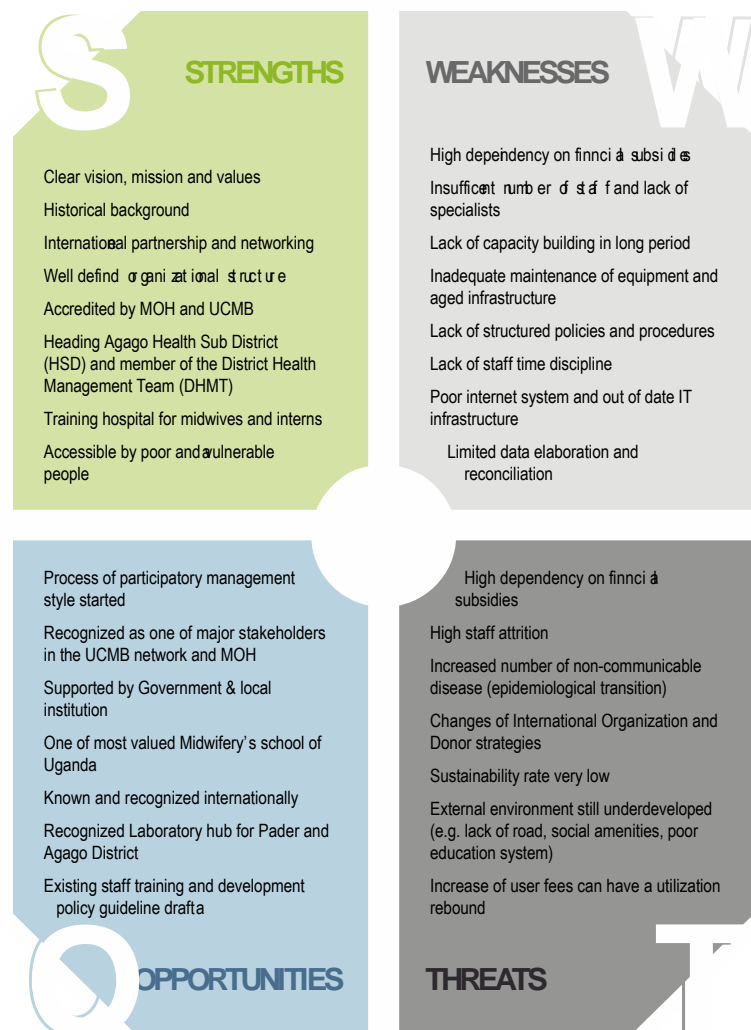 S
STRENGTHS
Clear vision, mission and values
Historical background
International partnership and networking
Well defind organizational structure
Accredited by MOH and UCMB
Heading Agago Health Sub District
(HSD) and member of the District Health
Management Team (DHMT)
Training hospital for midwives and interns
Accessible by poor and vulnerable
people
W
WEAKNESSES
High dependency on finncial subsidies
Insufficent number of staff and lack of
specialists
Lack of capacity building in long period
Inadequate maintenance of equipment and
aged infrastructure
Lack of structured policies and procedures
Lack of staff time discipline
Poor internet system and out of date IT
infrastructure
Limited data elaboration and
reconciliation
Process of participatory management
style started
Recognized as one of major stakeholders
in the UCMB network and MOH
Supported by Government & local
institution
One of most valued Midwifery's school of
Uganda
Known and recognized internationally
Recognized Laboratory hub for Pader and
Agago District
Existing staff training and development
policy guideline drafta
O
OPPORTUNITIES
High dependency on finncial
subsidies
High staff attrition
Increased number of non-communicable
disease (epidemiological transition)
Changes of International Organization and
Donor strategies
Sustainability rate very low
External environment still underdeveloped
(e.g. lack of road, social amenities, poor
education system)
Increase of user fees can have a utilization
rebound
THREATS
T